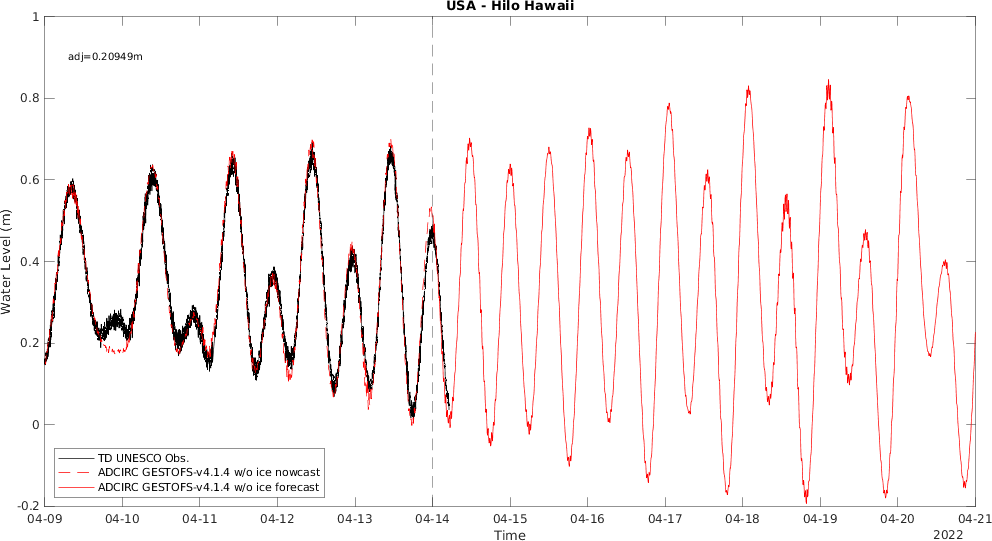 USA - Hilo Hawaii
adj=0.20949m
1
0.8
0.6
0.4
0.2
0
-0.2
Water Level (m)
TD UNESCO Obs.
ADCIRC GESTOFS-v4.1.4 w/o ice nowcast
ADCIRC GESTOFS-v4.1.4 w/o ice forecast
04-09 04-10 04-11 04-12 04-13 04-14 04-15 04-16 04-17 04-18 04-19 04-20 04-21
Time
2022